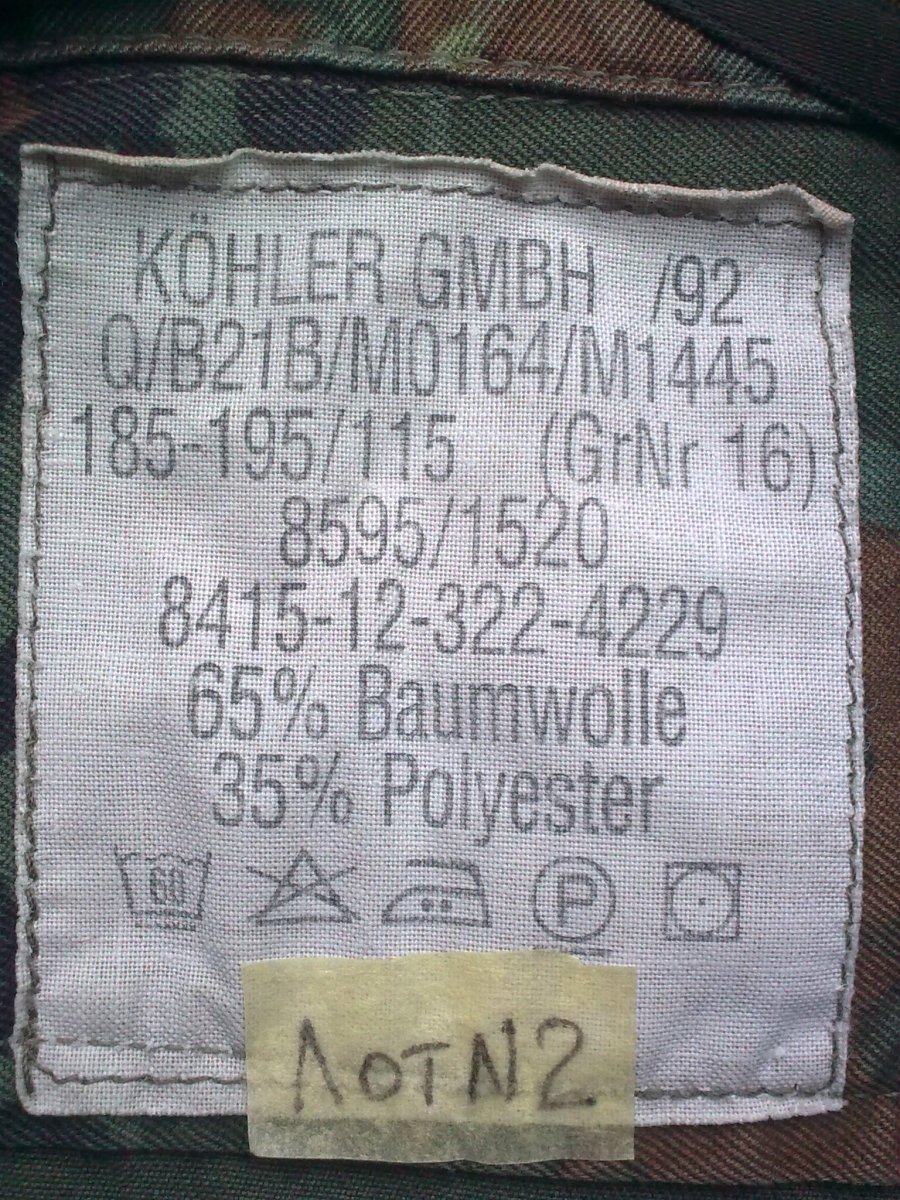 KÖHLER GMBH /92
Q/B21B/M0164/M1445
185-195/115 (GrNr 16)
8595/1520
8415-12-322-4229
65% Baumwolle
35% Polyester
60 P
ЛОТ N2